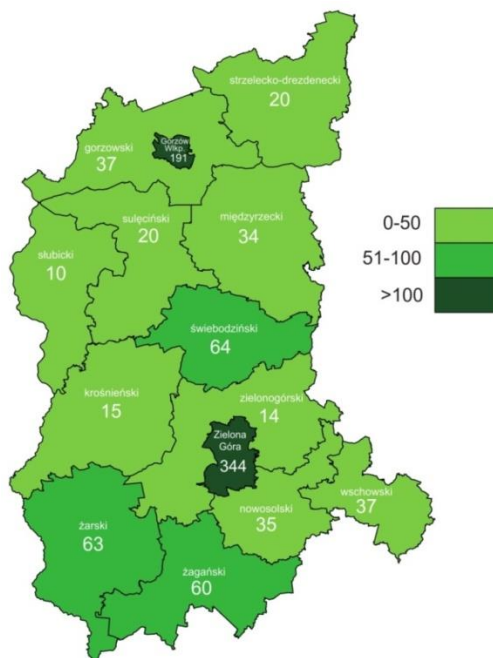 strzelecko-drezdenecki
20
gorzowski
37
Gorzów
Wlkp.
191
sulęciński
20
międzyrzecki
34
słubicki
10
0-50
51-100
>100
świebodziński
64
krośnieński
15
zielonogórski
14
Zielona
Góra
344
nowosolski
35
wschowski
37
żarski
63
żagański
60